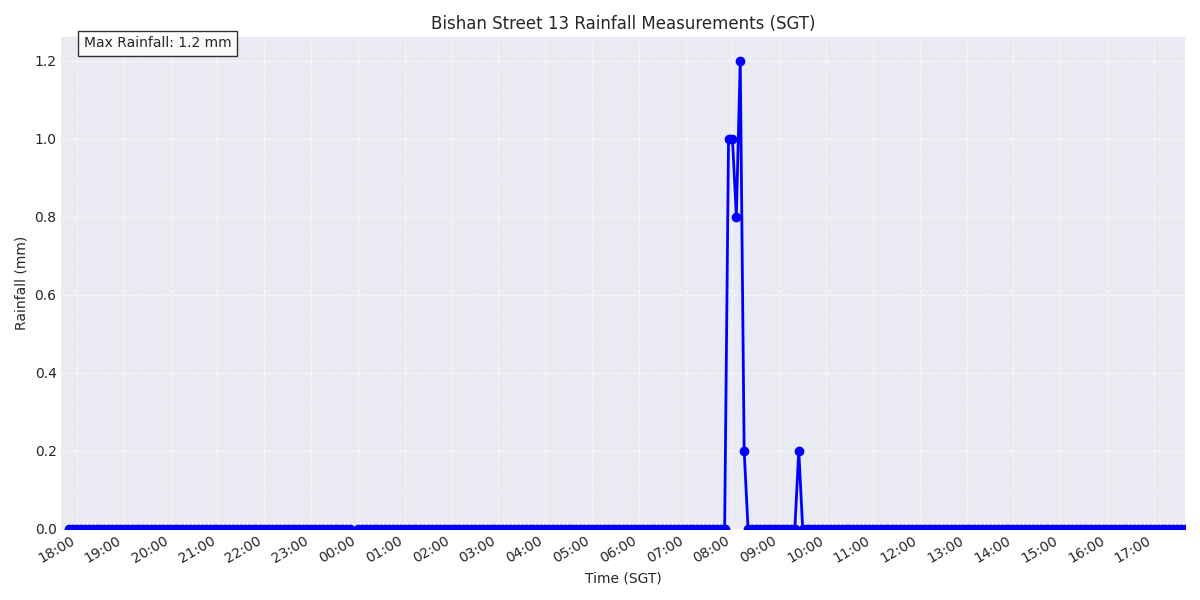 Bishan Street 13 Rainfall Measurements (SGT)
Max Rainfall: 1.2 mm
1.2
1.0
0.8
0.6
0.4
0.2
0.0
Rainfall (mm)
18:00 19:00 20:00 21:00 22:00 23:00 00:00 01:00 02:00 03:00 04:00 05:00 06:00 07:00 08:00 09:00 10:00 11:00 12:00 13:00 14:00 15:00 16:00 17:00
Time (SGT)